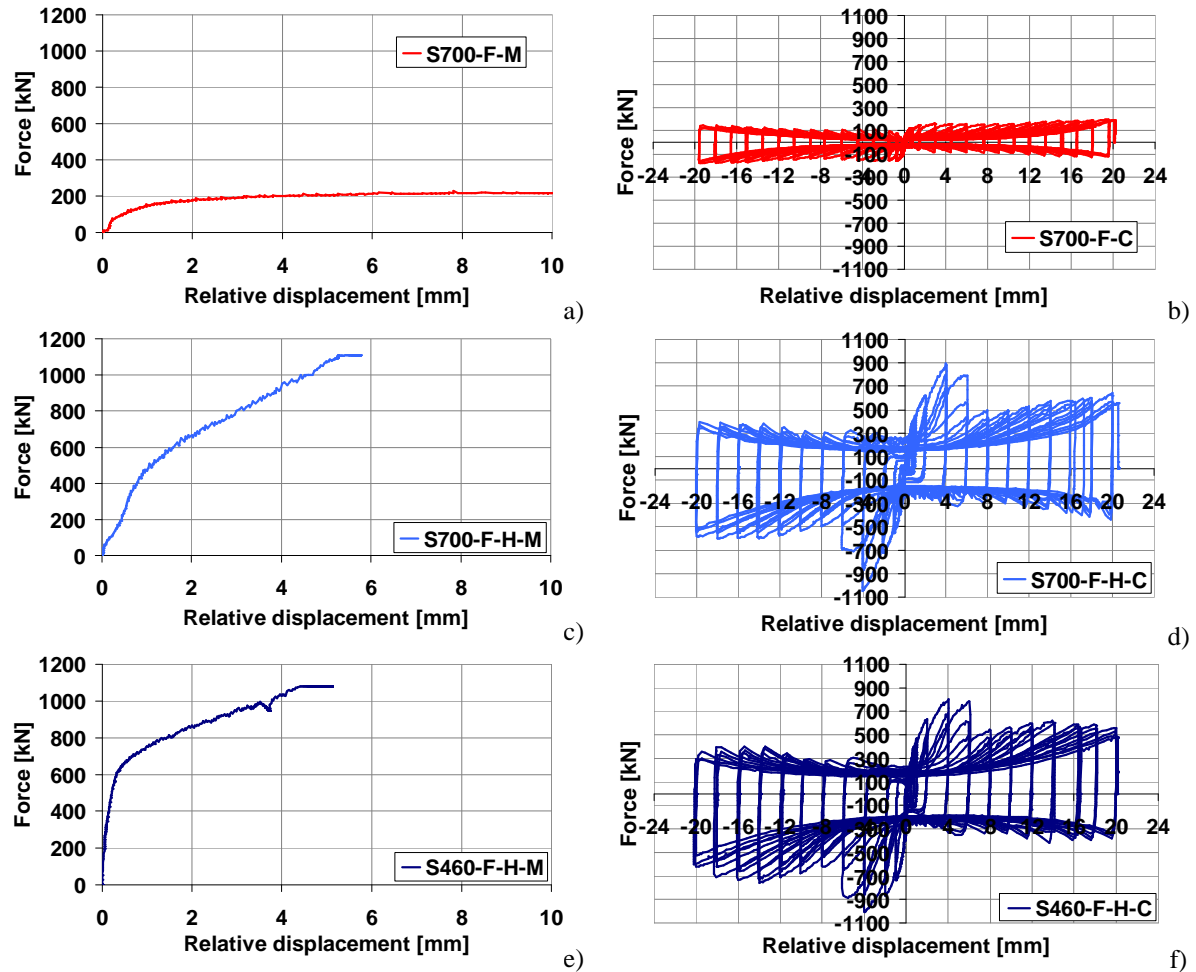 1200
1000
800
600
400
200
0
Force [kN]
S700-F-M
0 2 4 6 8 10
Relative displacement [mm]
a)
1100
900
700
500
300
100
-100
-300
-500
-700
-900
-1100
Force [kN]
-24 -20 -16 -12 -8 -4 0 4 8 12 16 20 24
S700-F-C
Relative displacement [mm]
b)
1200
1000
800
600
400
200
0
Force [kN]
S700-F-H-M
0 2 4 6 8 10
Relative displacement [mm]
c)
1100
900
700
500
300
100
-100
-300
-500
-700
-900
-1100
Force [kN]
-24 -20 -16 -12 -8 -4 0 4 8 12 16 20 24
S700-F-H-C
Relative displacement [mm]
d)
1200
1000
800
600
400
200
0
Force [kN]
S460-F-H-M
0 2 4 6 8 10
Relative displacement [mm]
e)
1100
900
700
500
300
100
-100
-300
-500
-700
-900
-1100
Force [kN]
-24 -20 -16 -12 -8 -4 0 4 8 12 16 20 24
S460-F-H-C
Relative displacement [mm]
f)